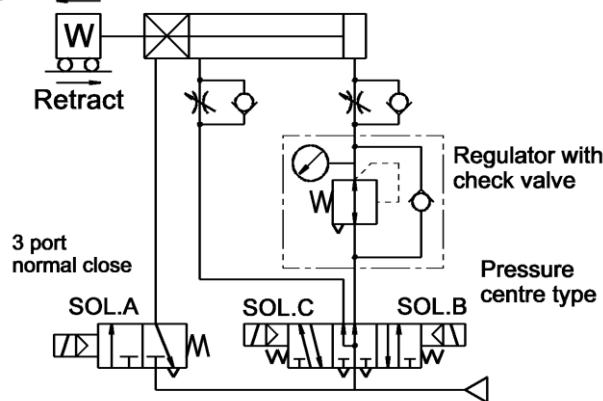 W
Retract
Regulator with
check valve
W
3 port
normal close
Pressure
centre type
SOL.A
SOL.C
SOL.B